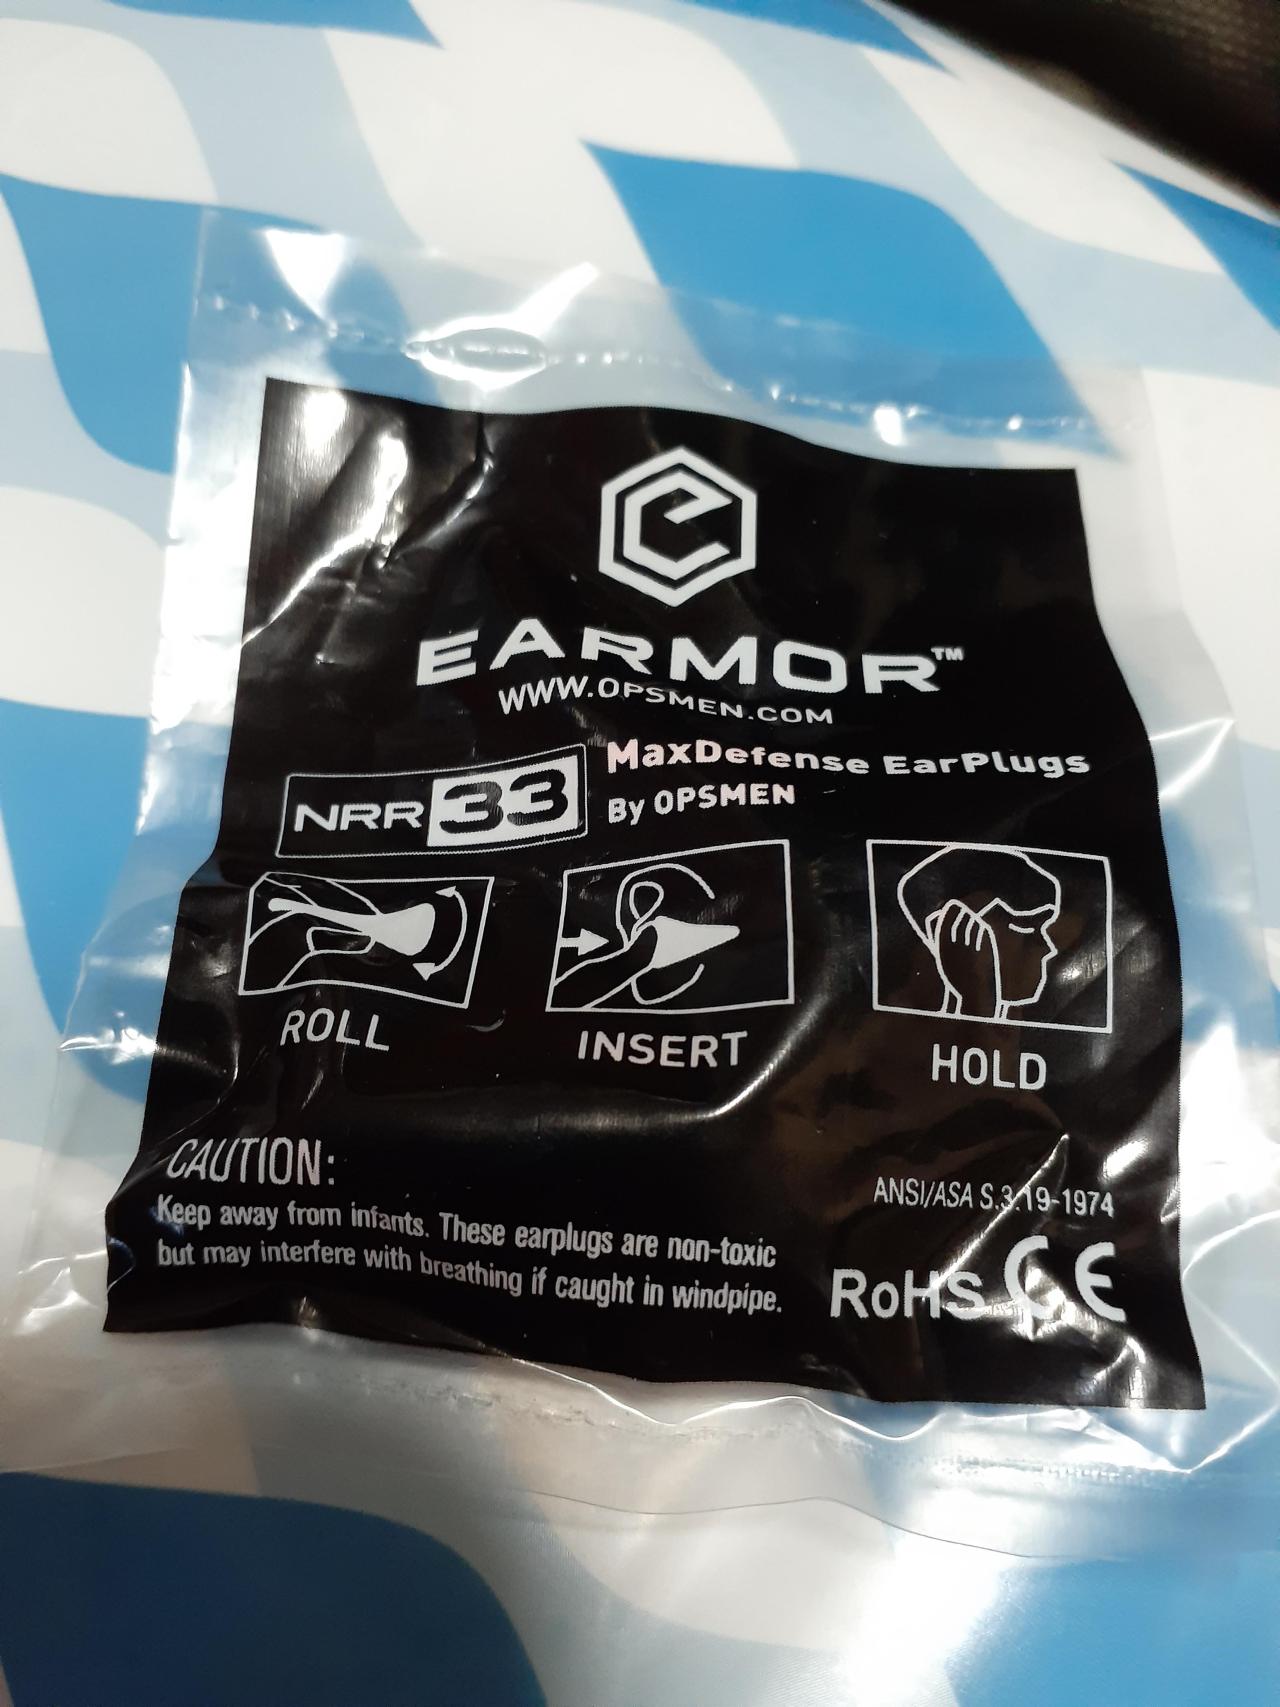 EARMOR™
WWW.OPSMEN.COM
NRR 33
MaxDefense EarPlugs
By OPSMEN
ROLL
INSERT
HOLD
CAUTION:
Keep away from infants. These earplugs are non-toxic
but may interfere with breathing if caught in windpipe.
ANSI/ASA S.3.19-1974
RoHS CE